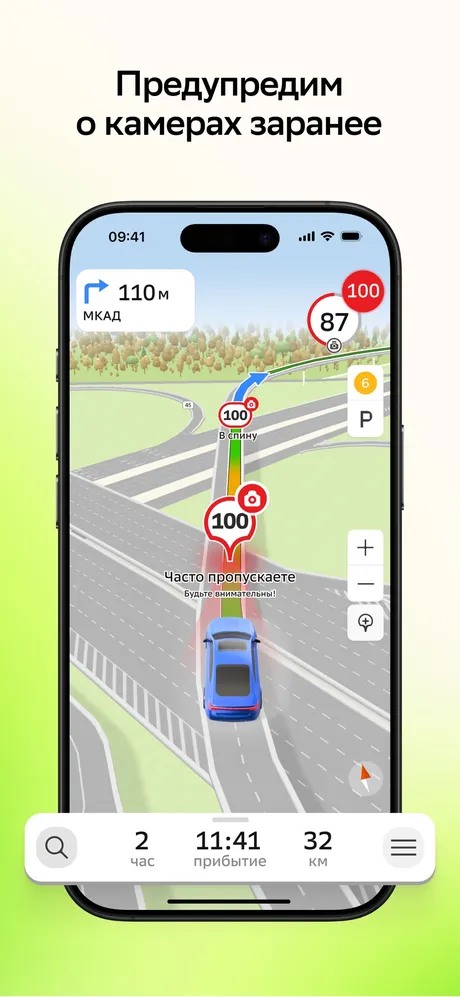 Предупредим
о камерах заранее
09:41
110 м
МКАД
100
87
6
P
45
100
В спину
100
Часто пропускаете
Будьте внимательны!
2
час
11:41
прибытие
32
км